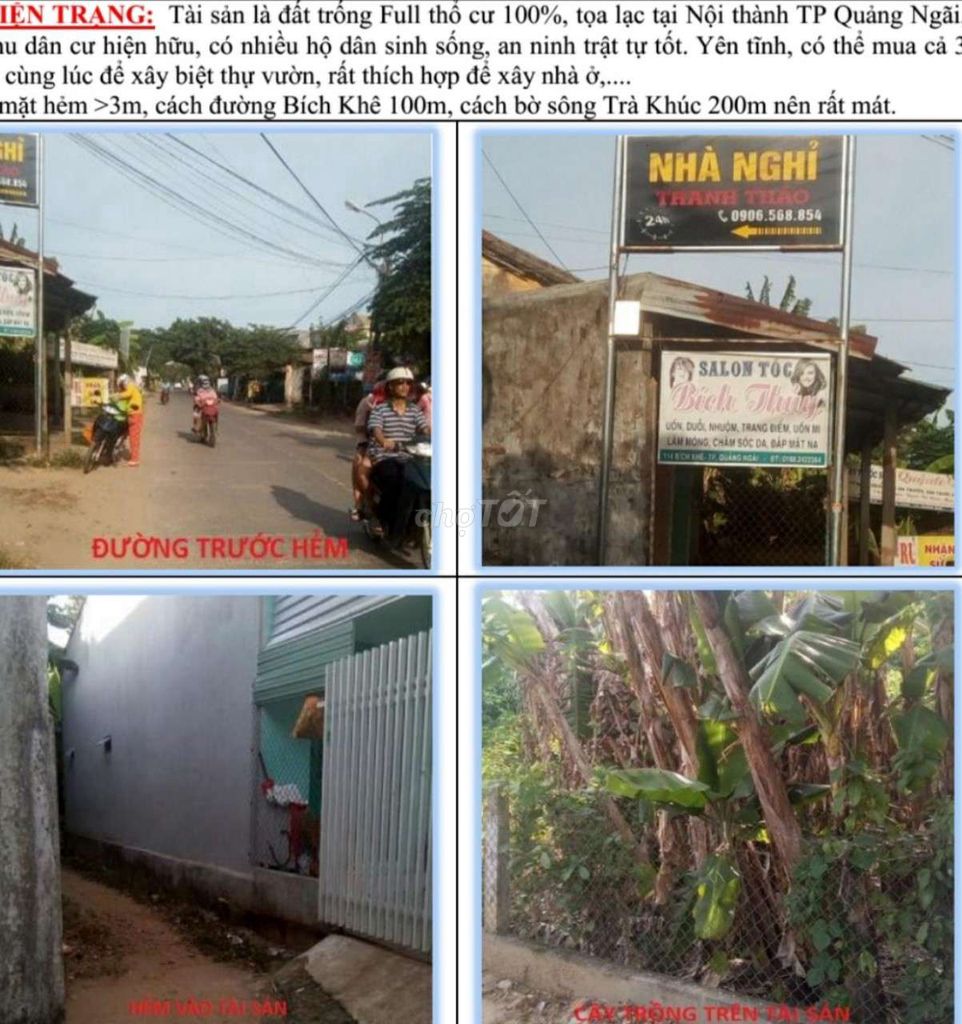 IỆN TRẠNG: Tài sản là đất trống Full thổ cư 100%, tọa lạc tại Nội thành TP Quảng Ngãi
u dân cư hiện hữu, có nhiều hộ dân sinh sống, an ninh trật tự tốt. Yên tĩnh, có thể mua cả 3
cùng lúc để xây biệt thự vườn, rất thích hợp để xây nhà ở,....
mặt hẻm >3m, cách đường Bích Khê 100m, cách bờ sông Trà Khúc 200m nên rất mát.
HỈ
ĐƯỜNG TRƯỚC HẺM
NHÀ NGHỈ
THANH THẢO
24h
0906.568.854
SALON TÓC
Bích Thủy
UỐN, DUỖI, NHUỘM, TRANG ĐIỂM, UỐN MI
LÀM MÓNG, CHĂM SÓC DA, ĐẮP MẶT NẠ
114 BÍCH KHÊ - TP. QUẢNG NGÃI
NHẬN
chợTỐT
HẺM VÀO TÀI SẢN
CÂY TRỒNG TRÊN TÀI SẢN